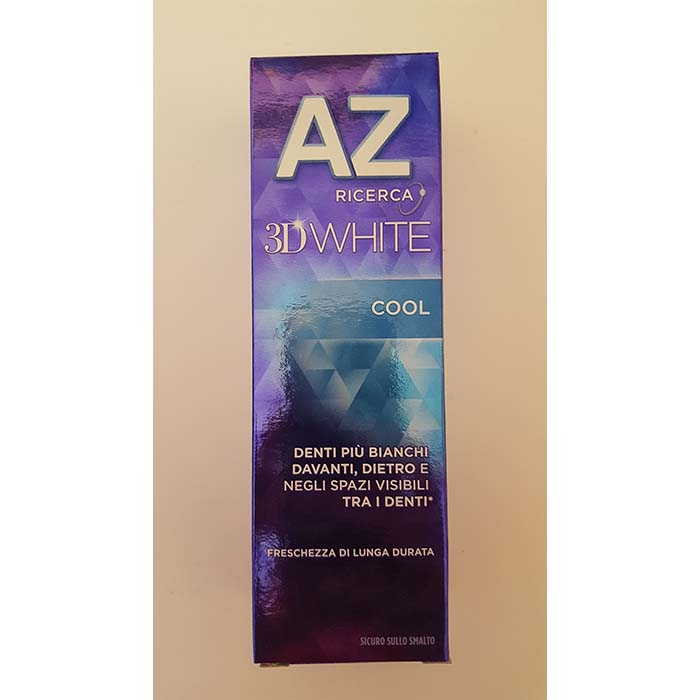 AZ
RICERCA
3D WHITE
COOL
DENTI PIÙ BIANCHI
DAVANTI, DIETRO E
NEGLI SPAZI VISIBILI
TRA I DENTI*
FRESCHEZZA DI LUNGA DURATA
SICURO SULLO SMALTO